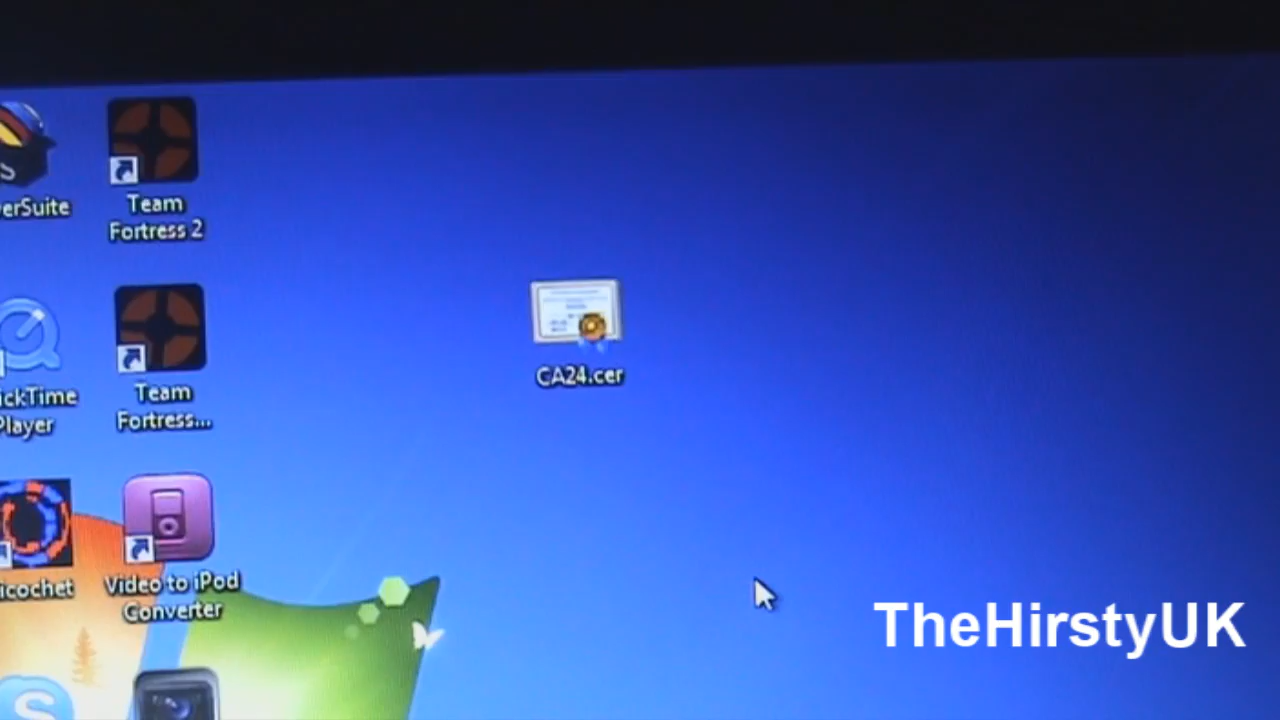 erSuite
Team
Fortress 2
ickTime
Player
Team
Fortress...
CA24.cer
icochet
Video to iPod
Converter
S
TheHirstyUK